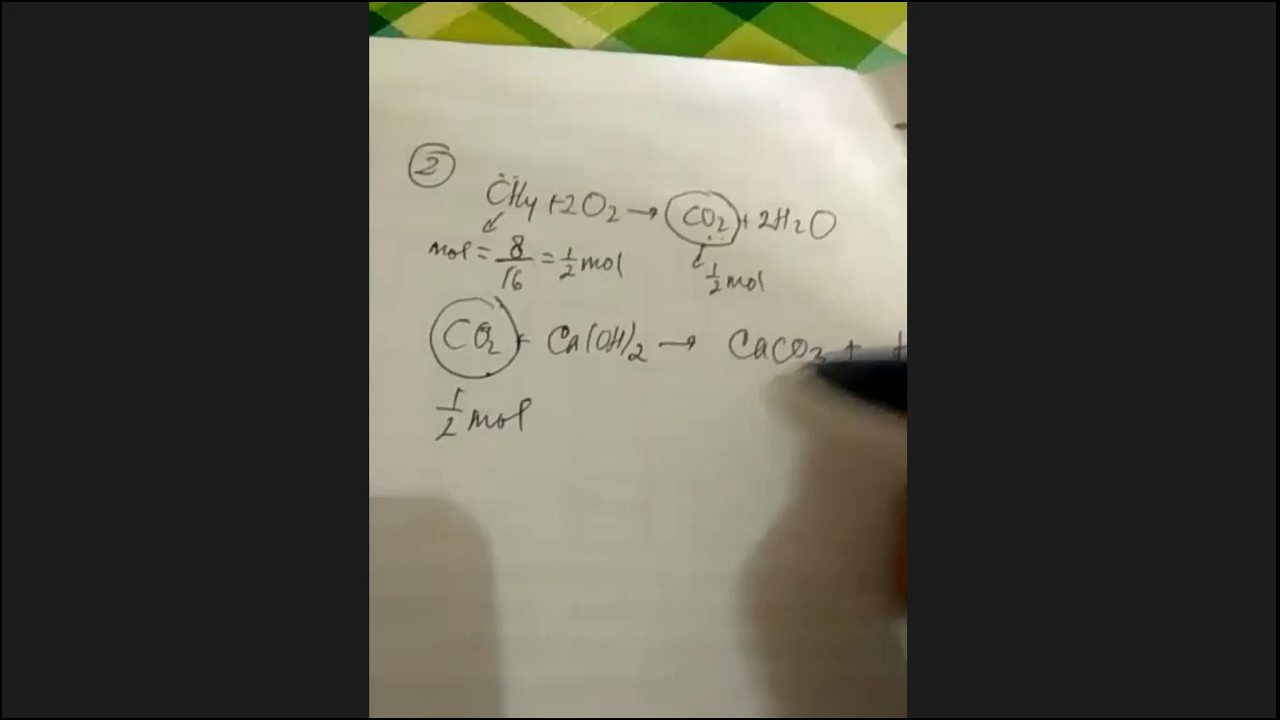 ②
CH4 + 2O2 → CO2 + 2H2O
mol = 8/16 = 1/2 mol
1/2 mol
CO2 + Ca(OH)2 → CaCO3 +
1/2 mol